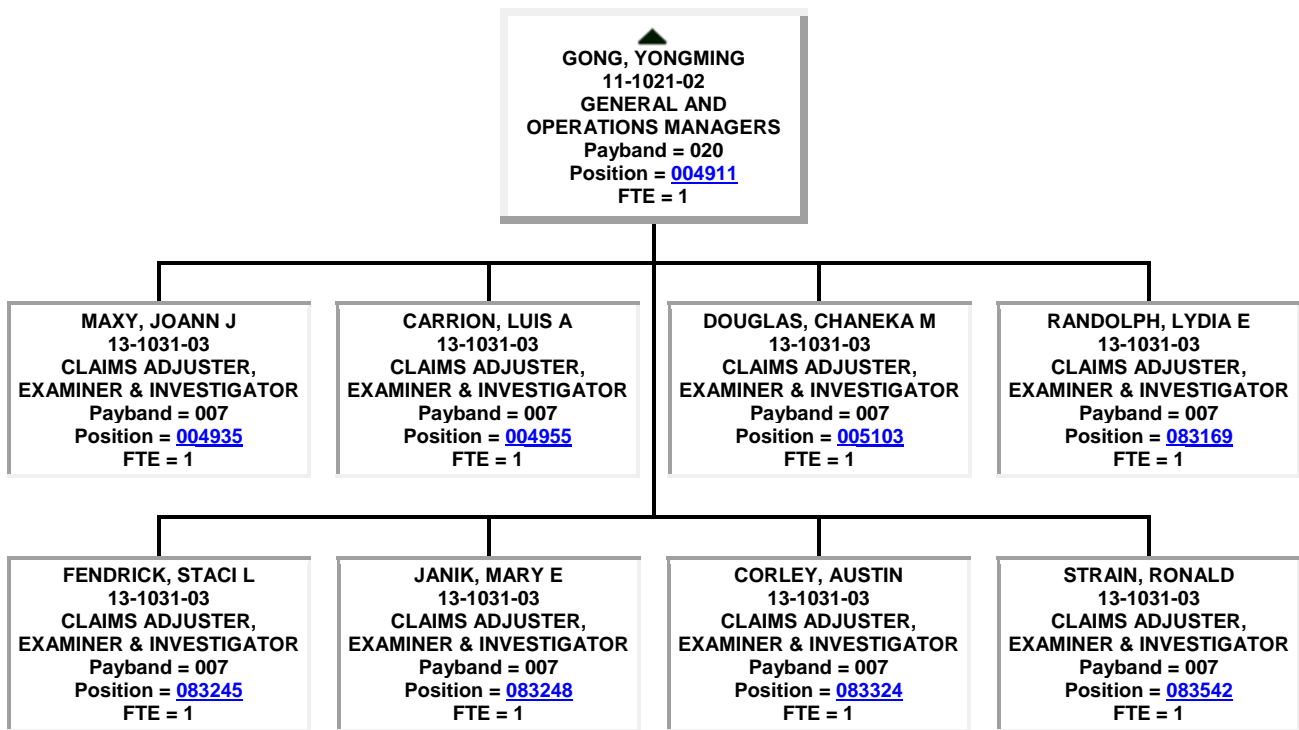 GONG, YONGMING
11-1021-02
GENERAL AND
OPERATIONS MANAGERS
Payband = 020
Position = 004911
FTE = 1
MAXY, JOANN J
13-1031-03
CLAIMS ADJUSTER,
EXAMINER & INVESTIGATOR
Payband = 007
Position = 004935
FTE = 1
CARRION, LUIS A
13-1031-03
CLAIMS ADJUSTER,
EXAMINER & INVESTIGATOR
Payband = 007
Position = 004955
FTE = 1
DOUGLAS, CHANEKA M
13-1031-03
CLAIMS ADJUSTER,
EXAMINER & INVESTIGATOR
Payband = 007
Position = 005103
FTE = 1
RANDOLPH, LYDIA E
13-1031-03
CLAIMS ADJUSTER,
EXAMINER & INVESTIGATOR
Payband = 007
Position = 083169
FTE = 1
FENDRICK, STACI L
13-1031-03
CLAIMS ADJUSTER,
EXAMINER & INVESTIGATOR
Payband = 007
Position = 083245
FTE = 1
JANIK, MARY E
13-1031-03
CLAIMS ADJUSTER,
EXAMINER & INVESTIGATOR
Payband = 007
Position = 083248
FTE = 1
CORLEY, AUSTIN
13-1031-03
CLAIMS ADJUSTER,
EXAMINER & INVESTIGATOR
Payband = 007
Position = 083324
FTE = 1
STRAIN, RONALD
13-1031-03
CLAIMS ADJUSTER,
EXAMINER & INVESTIGATOR
Payband = 007
Position = 083542
FTE = 1